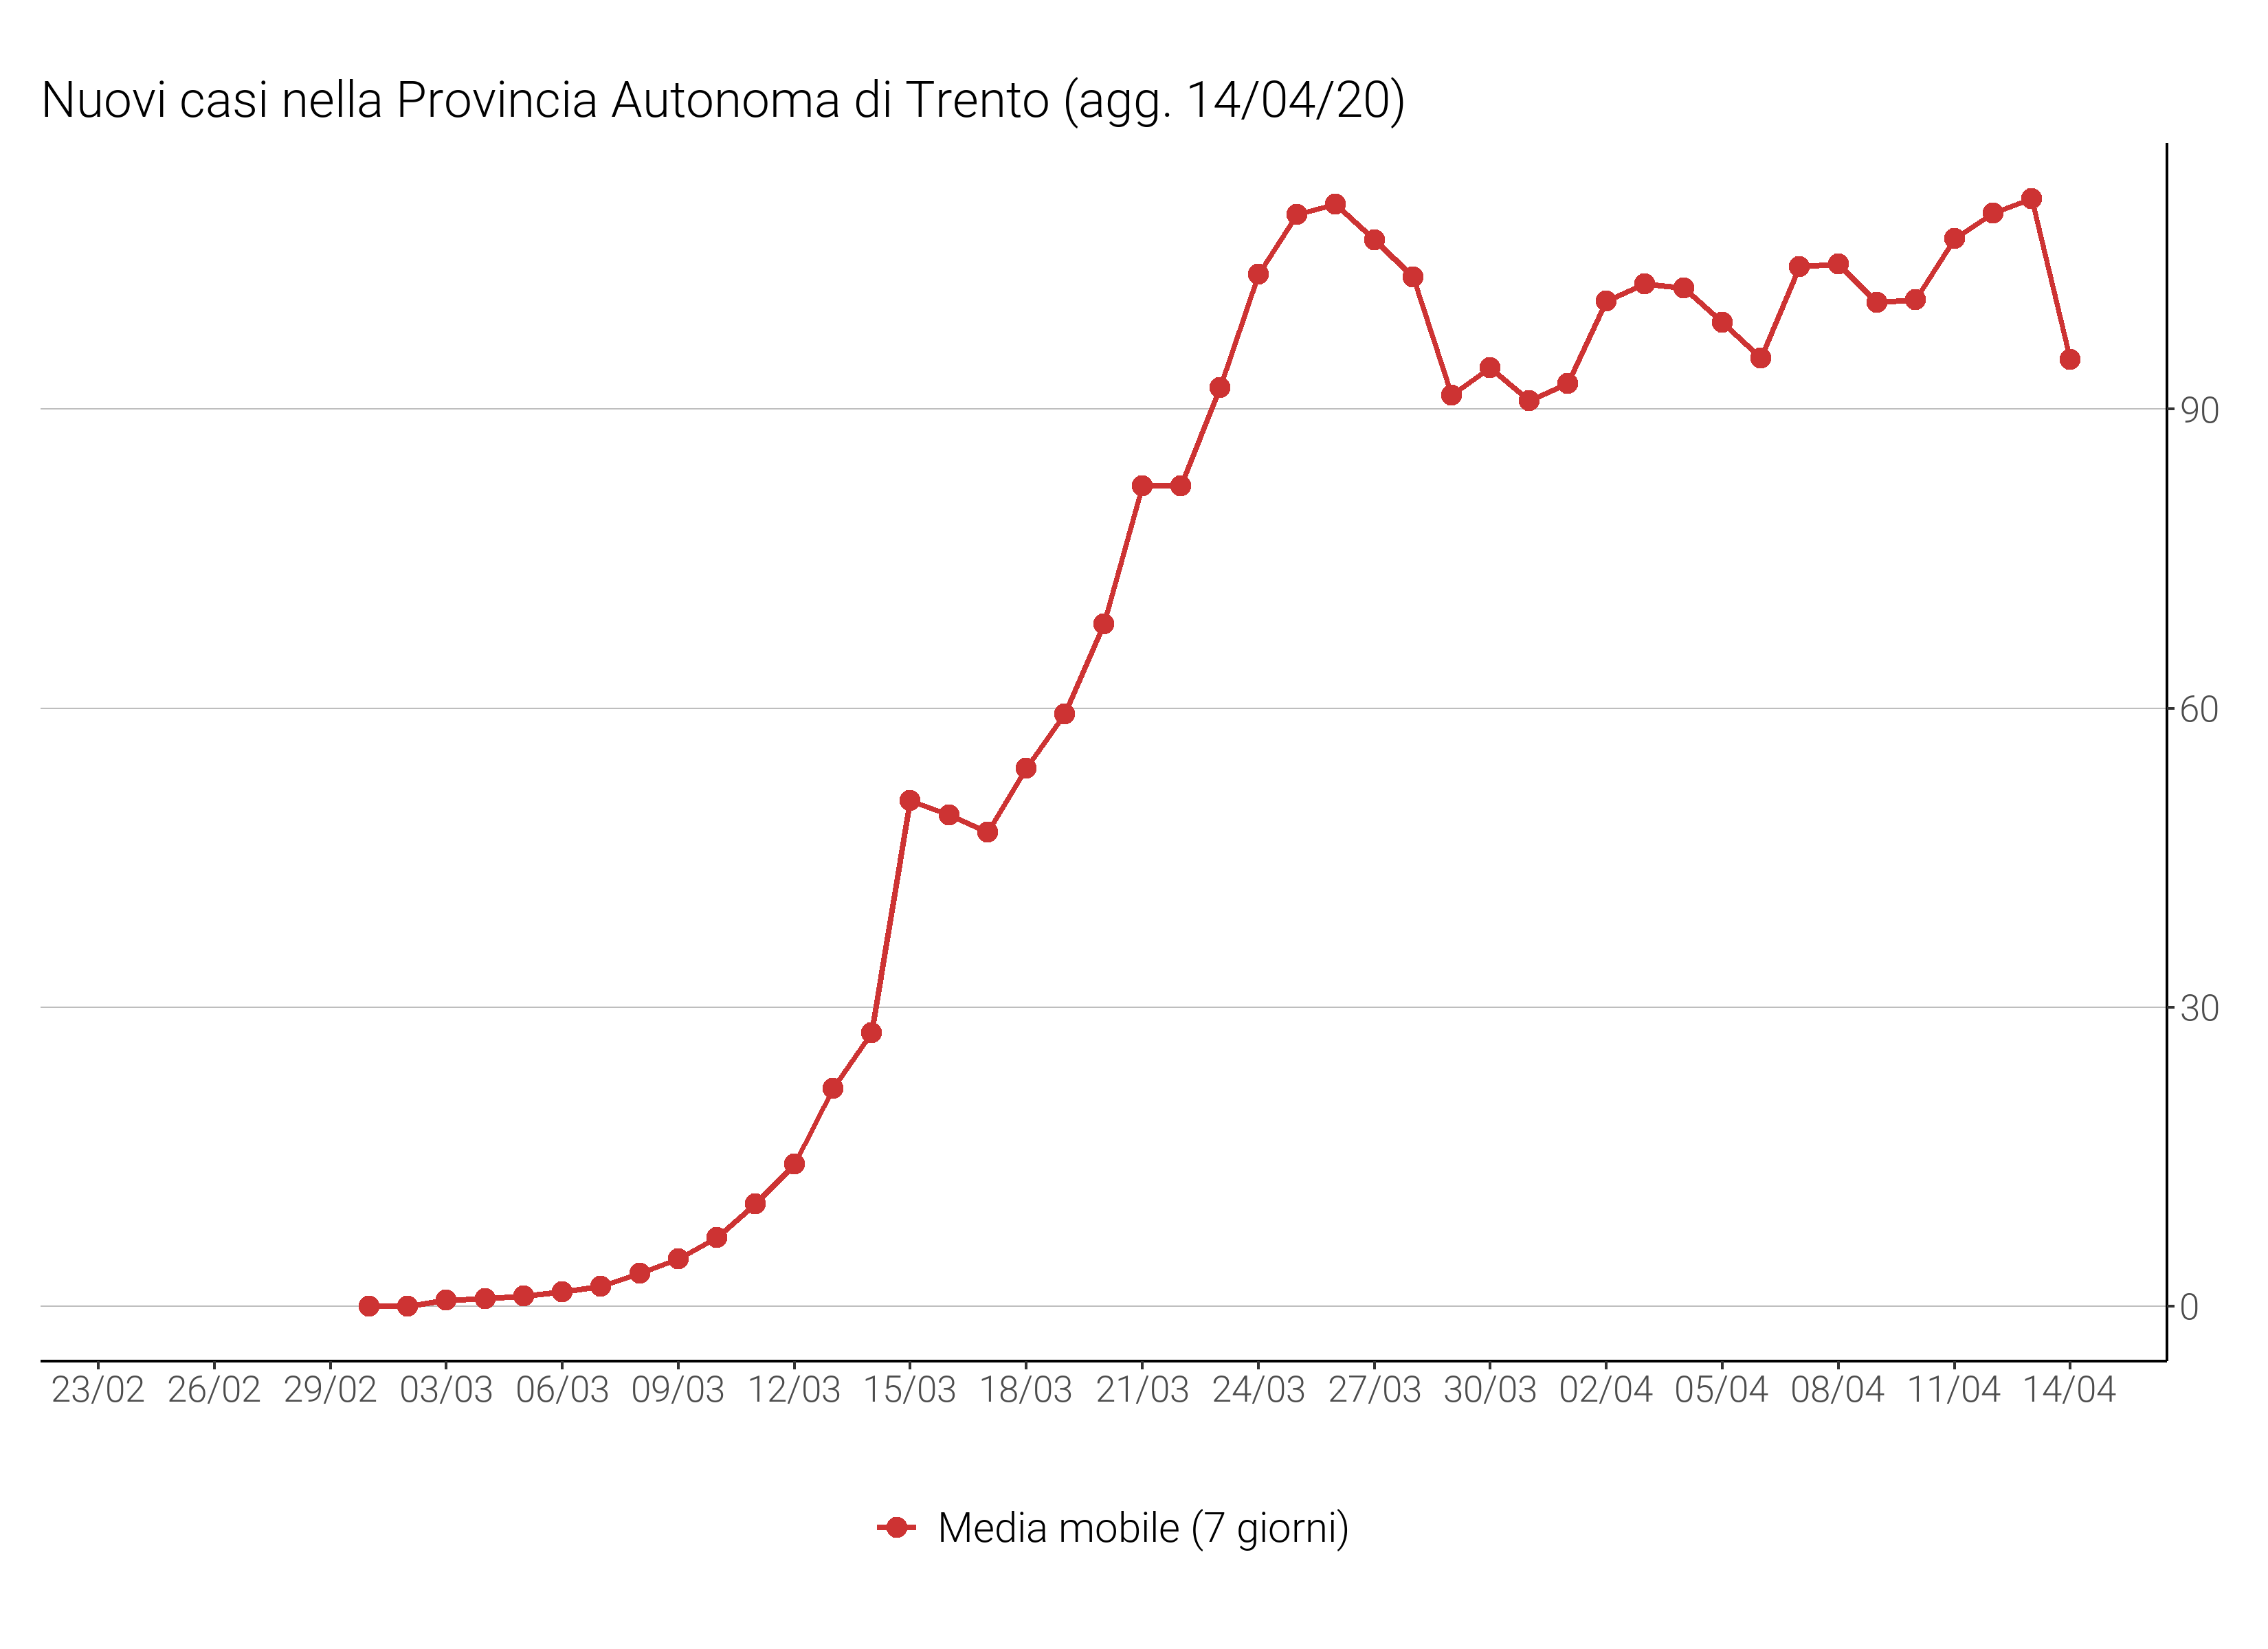 Nuovi casi nella Provincia Autonoma di Trento (agg. 14/04/20)
90
60
30
0
23/02 26/02 29/02 03/03 06/03 09/03 12/03 15/03 18/03 21/03 24/03 27/03 30/03 02/04 05/04 08/04 11/04 14/04
Media mobile (7 giorni)